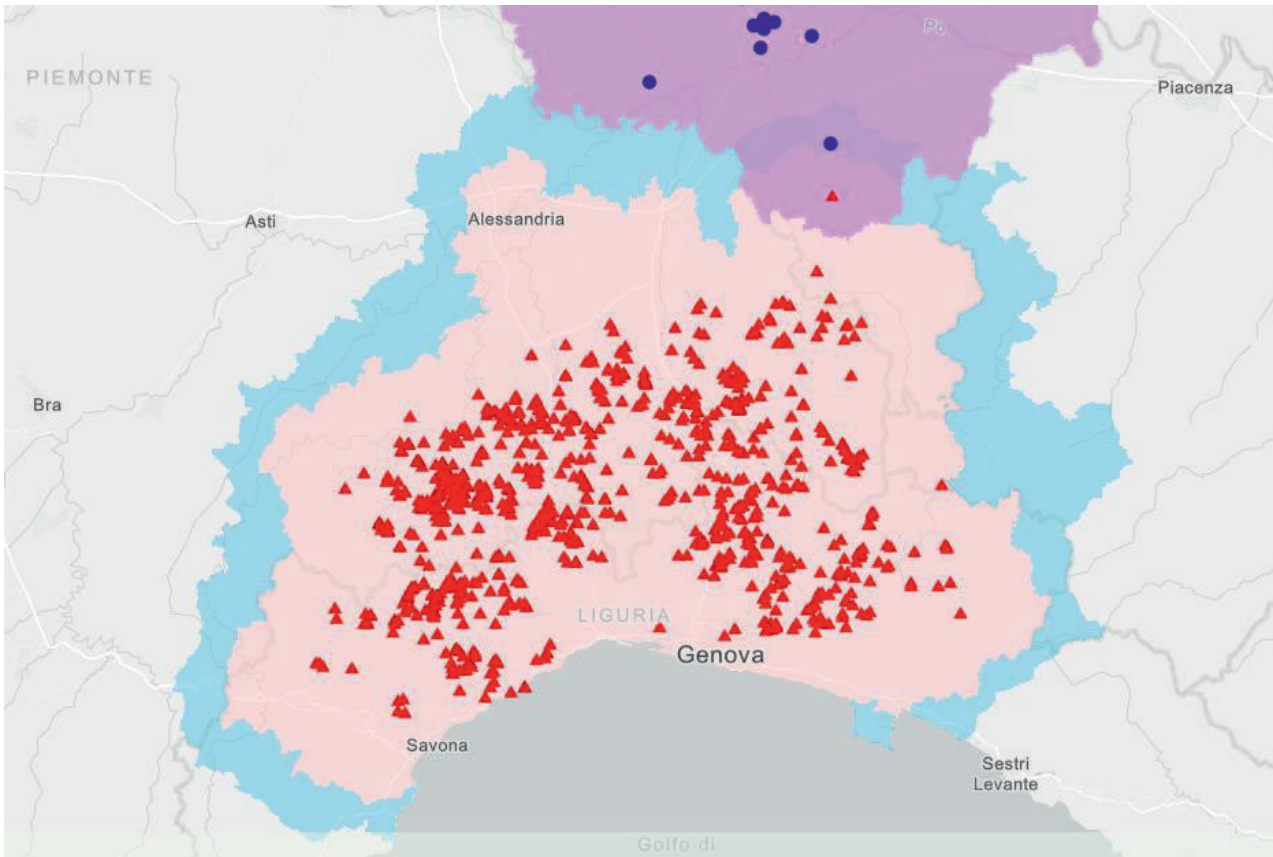 Po
PIEMONTE
Piacenza
Asti
Alessandria
Bra
LIGURIA
Genova
Savona
Sestri
Levante
Golfo di